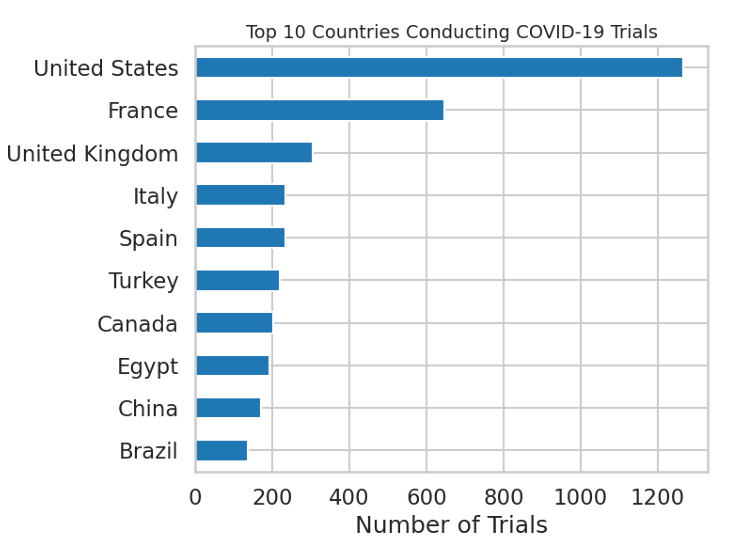 Top 10 Countries Conducting COVID-19 Trials
United States
France
United Kingdom
Italy
Spain
Turkey
Canada
Egypt
China
Brazil
0 200 400 600 800 1000 1200
Number of Trials